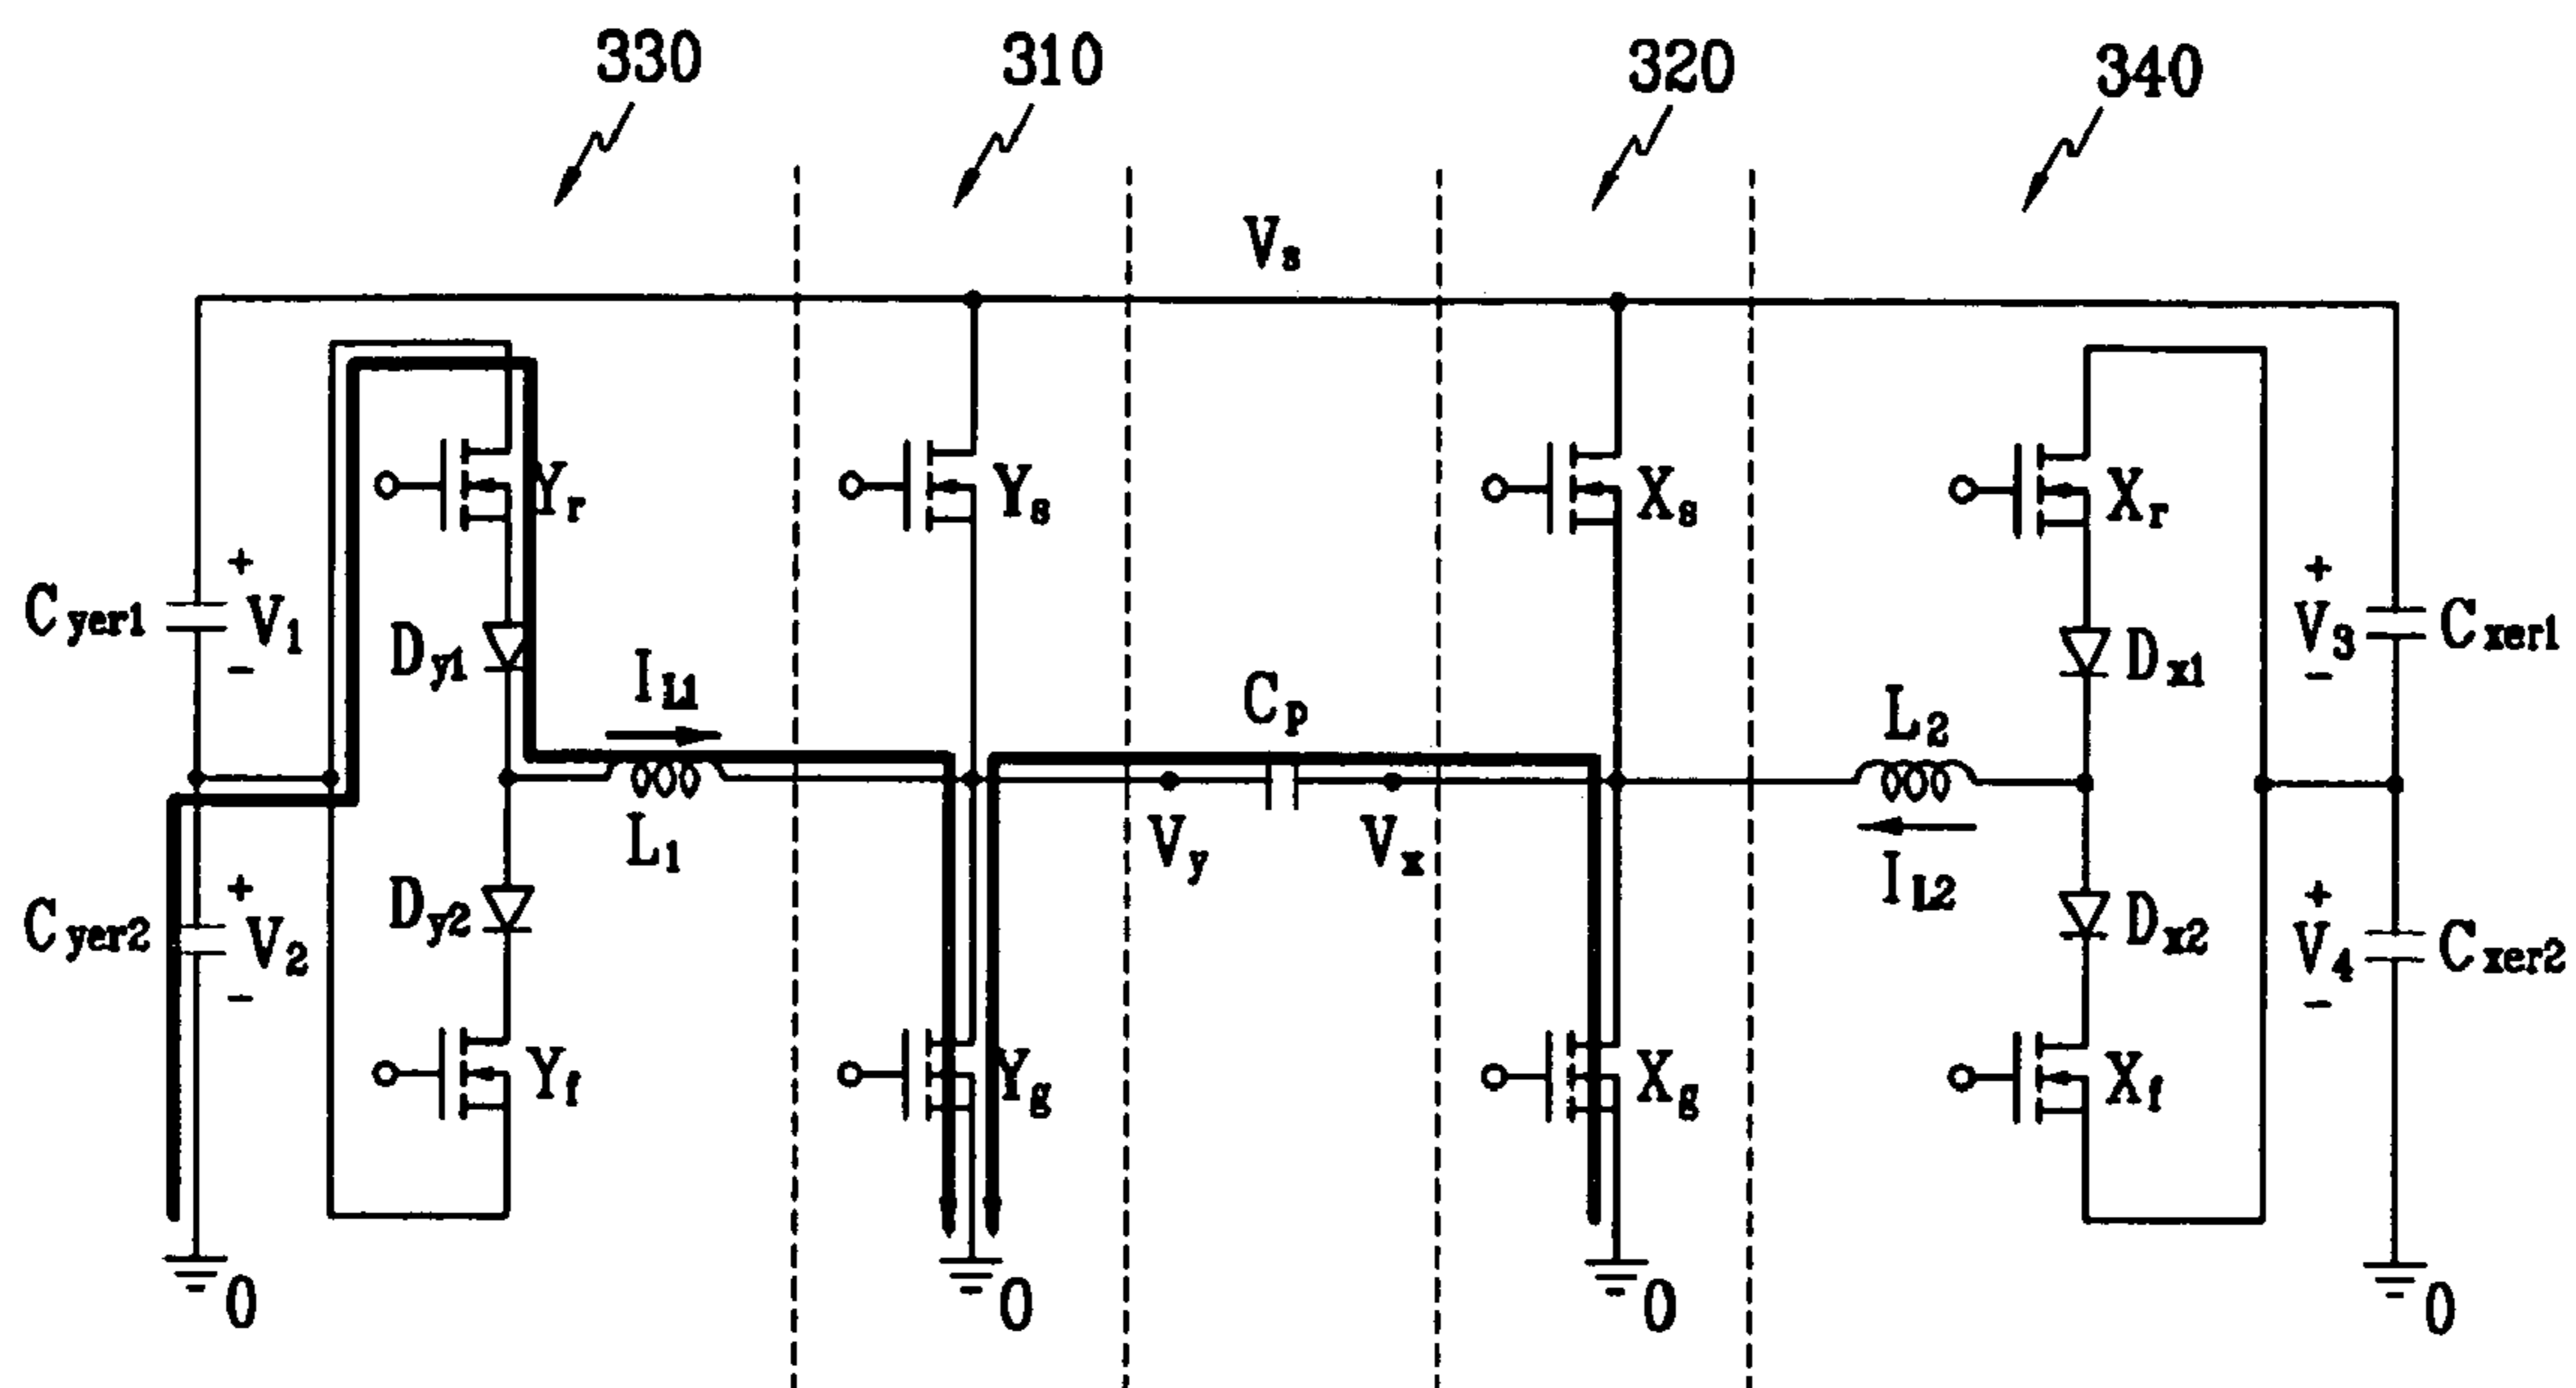 330
310
320
340
Vs
Yr
Ys
Xs
Xr
Cyer1
+
V1
-
Dy1
IL1
Cp
L2
Dx1
+
V3
-
Cxer1
L1
Vy
Vx
IL2
Cyer2
+
V2
-
Dy2
Dx2
+
V4
-
Cxer2
Yf
Yg
Xg
Xf
0
0
0
0